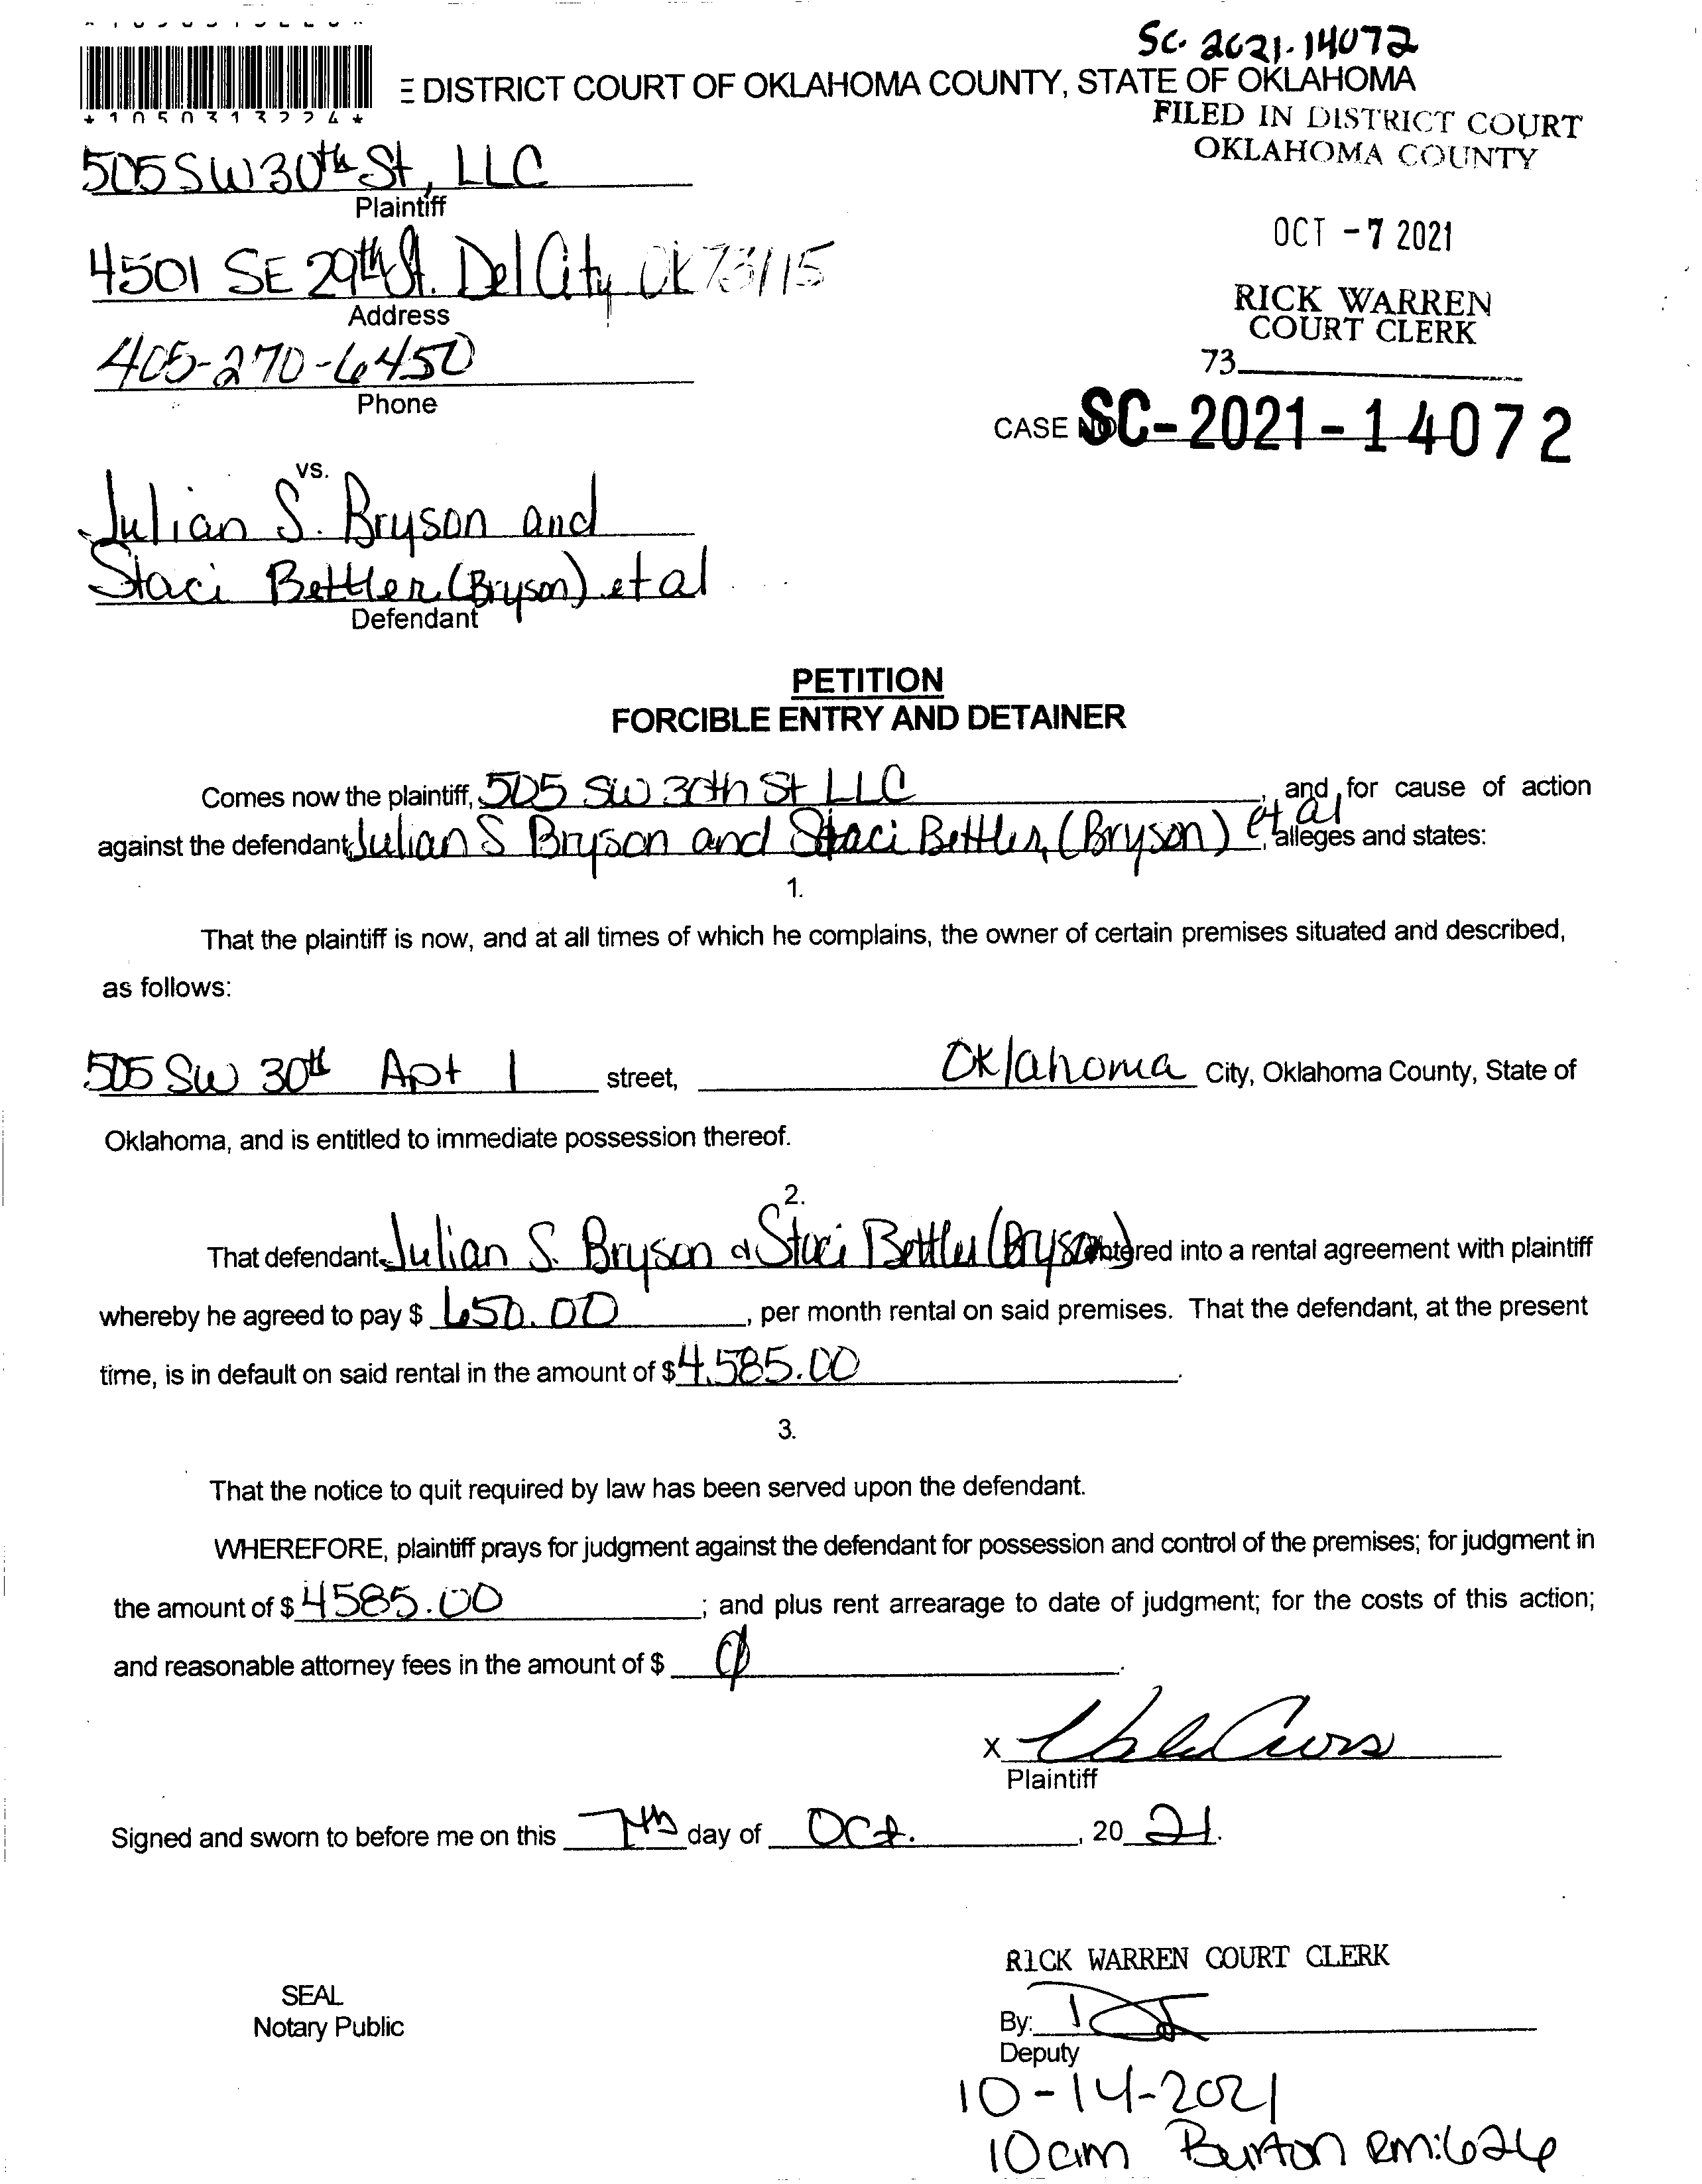 SC-2021-14072
E DISTRICT COURT OF OKLAHOMA COUNTY, STATE OF OKLAHOMA
*1050313224*
FILED IN DISTRICT COURT
OKLAHOMA COUNTY
505 SW 30th St, LLC
Plaintiff
OCT -7 2021
4501 SE 29th St. Del City OK 73115
Address
RICK WARREN
COURT CLERK
405-270-6450
73
Phone
CASE NO SC-2021-14072
vs.
Julian S. Bryson and
Staci Bettler (Bryson) et al
Defendant
PETITION
FORCIBLE ENTRY AND DETAINER
Comes now the plaintiff, 505 SW 30th St LLC, and for cause of action
against the defendant, Julian S Bryson and Staci Bettler, (Bryson) et al, alleges and states:
1.
That the plaintiff is now, and at all times of which he complains, the owner of certain premises situated and described,
as follows:
505 SW 30th Apt 1 street, Oklahoma City, Oklahoma County, State of
Oklahoma, and is entitled to immediate possession thereof.
2.
That defendant, Julian S. Bryson & Staci Bettler (Bryson) entered into a rental agreement with plaintiff
whereby he agreed to pay $ 650.00, per month rental on said premises. That the defendant, at the present
time, is in default on said rental in the amount of $ 4,585.00.
3.
That the notice to quit required by law has been served upon the defendant.
WHEREFORE, plaintiff prays for judgment against the defendant for possession and control of the premises; for judgment in
the amount of $ 4585.00; and plus rent arrearage to date of judgment; for the costs of this action;
and reasonable attorney fees in the amount of $ Ø.
X
Plaintiff
Signed and sworn to before me on this 7th day of Oct., 20 21.
RICK WARREN COURT CLERK
SEAL
Notary Public
By:
Deputy
10-14-2021
10am Burton Rm:626